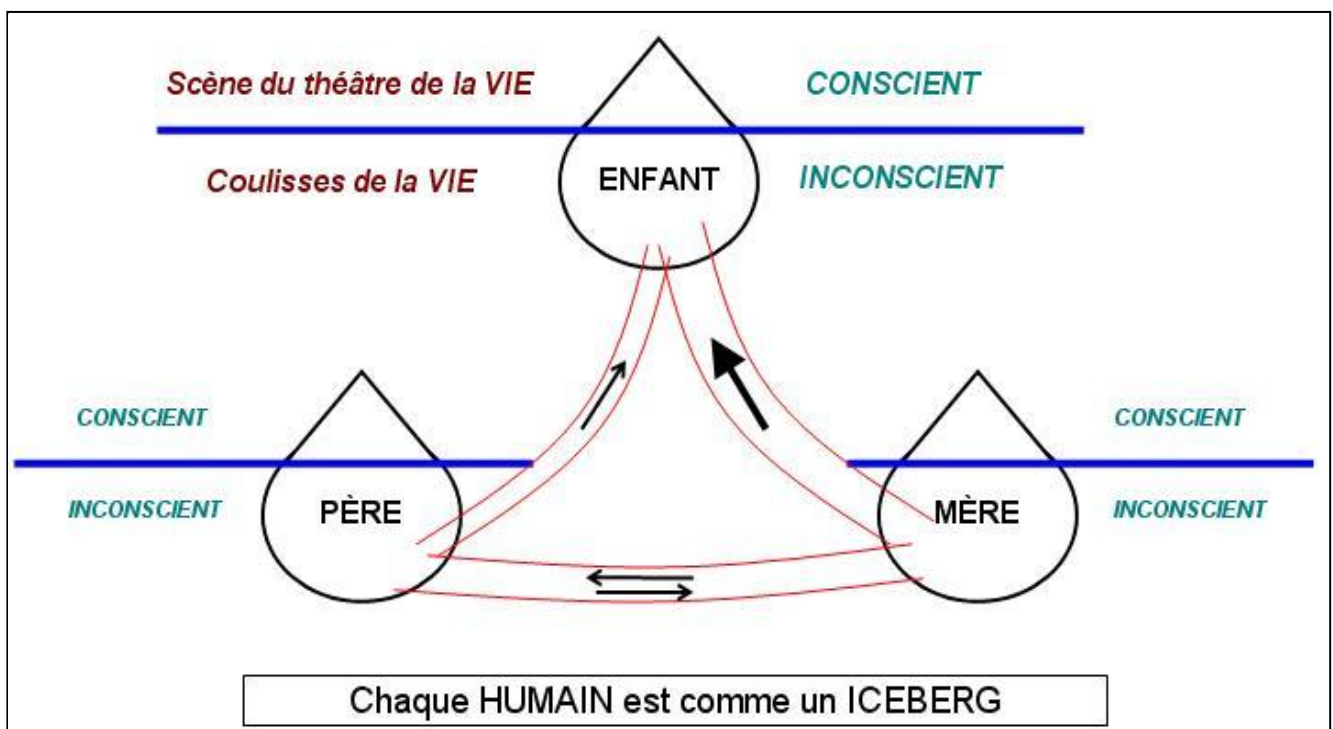 Scène du théâtre de la VIE
CONSCIENT
Coulisses de la VIE
ENFANT
INCONSCIENT
CONSCIENT
CONSCIENT
INCONSCIENT
PÈRE
MÈRE
INCONSCIENT
Chaque HUMAIN est comme un ICEBERG